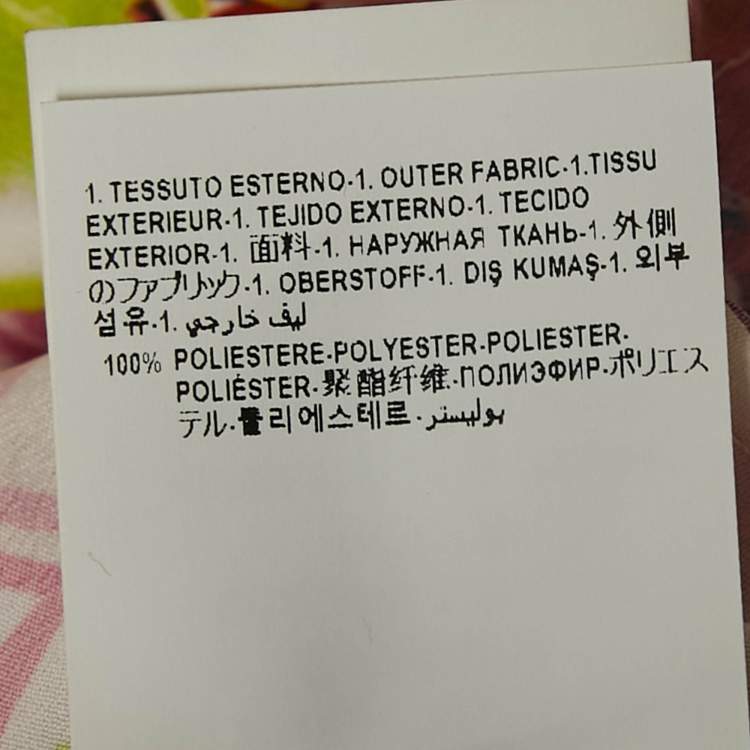 1. TESSUTO ESTERNO-1. OUTER FABRIC-1.TISSU
EXTERIEUR-1. TEJIDO EXTERNO-1. TECIDO
EXTERIOR-1. 面料-1. НАРУЖНАЯ ТКАНЬ-1. 外側
のファブリック-1. OBERSTOFF-1. DIŞ KUMAŞ-1. 외부
섬유-1. ليف خارجي
100% POLIESTERE-POLYESTER-POLIESTER-
POLIÉSTER-聚酯纤维-ПОЛИЭФИР-ポリエス
テル-폴리에스테르-بوليستر